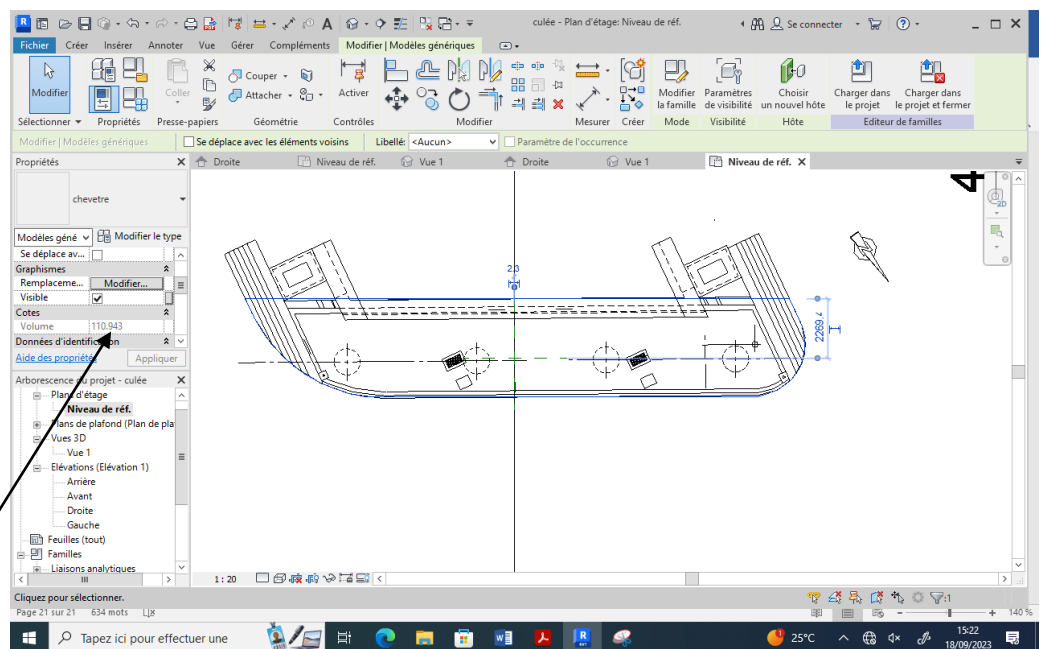 culée - Plan d'étage: Niveau de réf.
Se connecter
Fichier Créer Insérer Annoter Vue Gérer Compléments Modifier | Modèles génériques
Modifier
Coller
Couper
Attacher
Activer
Modifier la famille
Paramètres de visibilité
Choisir un nouvel hôte
Charger dans le projet
Charger dans le projet et fermer
Sélectionner Propriétés Presse-papiers Géométrie Contrôles Modifier Mesurer Créer Mode Visibilité Hôte Editeur de familles
Modifier | Modèles génériques Se déplace avec les éléments voisins Libellé: <Aucun> Paramètre de l'occurrence
Propriétés X Droite Niveau de réf. Vue 1 Droite Vue 1 Niveau de réf. X
chevetre
Modèles géné Modifier le type
Se déplace av...
Graphismes
Remplaceme... Modifier...
Visible
Cotes
Volume 110.943
Données d'identification
Aide des propriétés Appliquer
Arborescence du projet - culée X
Plans d'étage
Niveau de réf.
Plans de plafond (Plan de pla
Vues 3D
Vue 1
Elévations (Elévation 1)
Arrière
Avant
Droite
Gauche
Feuilles (tout)
Familles
Liaisons analytiques
4
2D
23
2269.4
1 : 20
Cliquez pour sélectionner.
:1
Page 21 sur 21 634 mots
140 %
Tapez ici pour effectuer une
25°C
15:22
18/09/2023